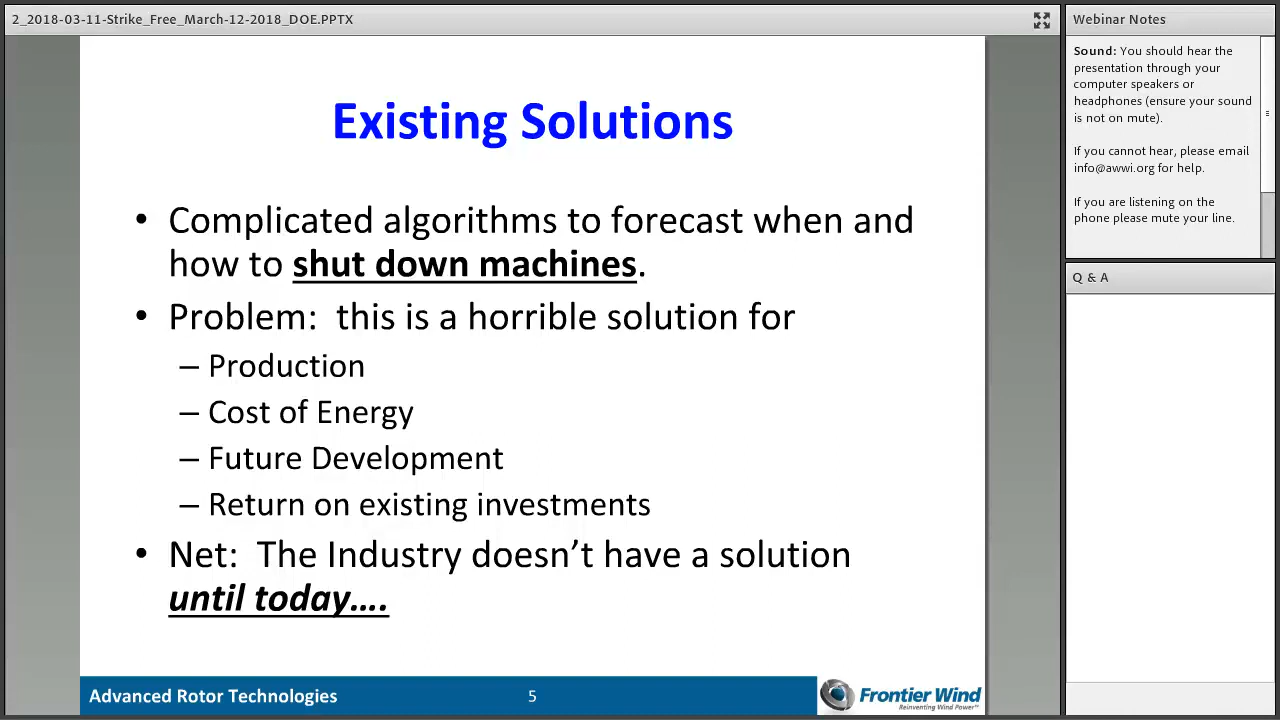 2_2018-03-11-Strike_Free_March-12-2018_DOE.PPTX
Existing Solutions
• Complicated algorithms to forecast when and
how to shut down machines.
• Problem:  this is a horrible solution for
– Production
– Cost of Energy
– Future Development
– Return on existing investments
• Net:  The Industry doesn’t have a solution
until today….
Advanced Rotor Technologies
5
Frontier Wind
Reinventing Wind Power™
Webinar Notes
Sound: You should hear the
presentation through your
computer speakers or
headphones (ensure your sound
is not on mute).
If you cannot hear, please email
info@awwi.org for help.
If you are listening on the
phone please mute your line.
Q & A